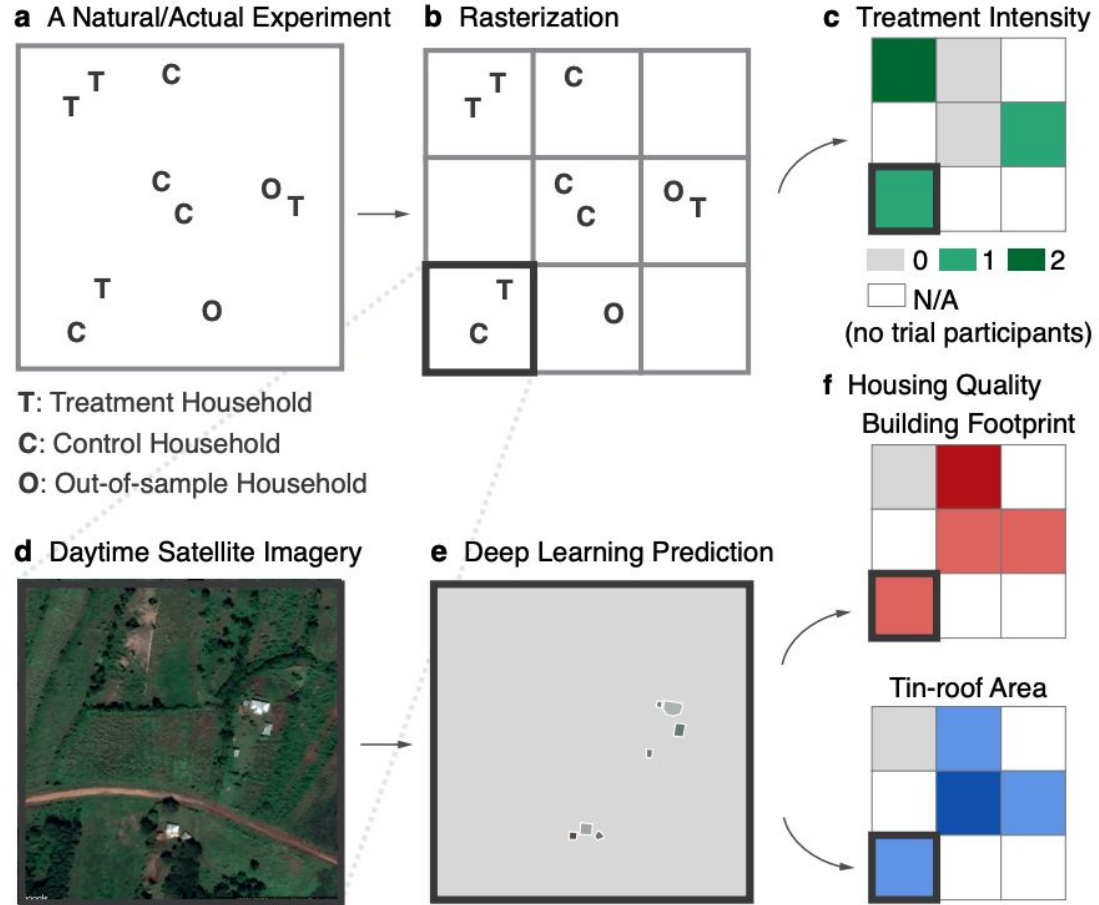 a A Natural/Actual Experiment
T C
T
C
C
O
T
T
C
O
T: Treatment Household
C: Control Household
O: Out-of-sample Household
b Rasterization
T C
T
C
C
O
T
T
C
O
c Treatment Intensity
0 1 2
N/A
(no trial participants)
d Daytime Satellite Imagery
e Deep Learning Prediction
f Housing Quality
Building Footprint
Tin-roof Area